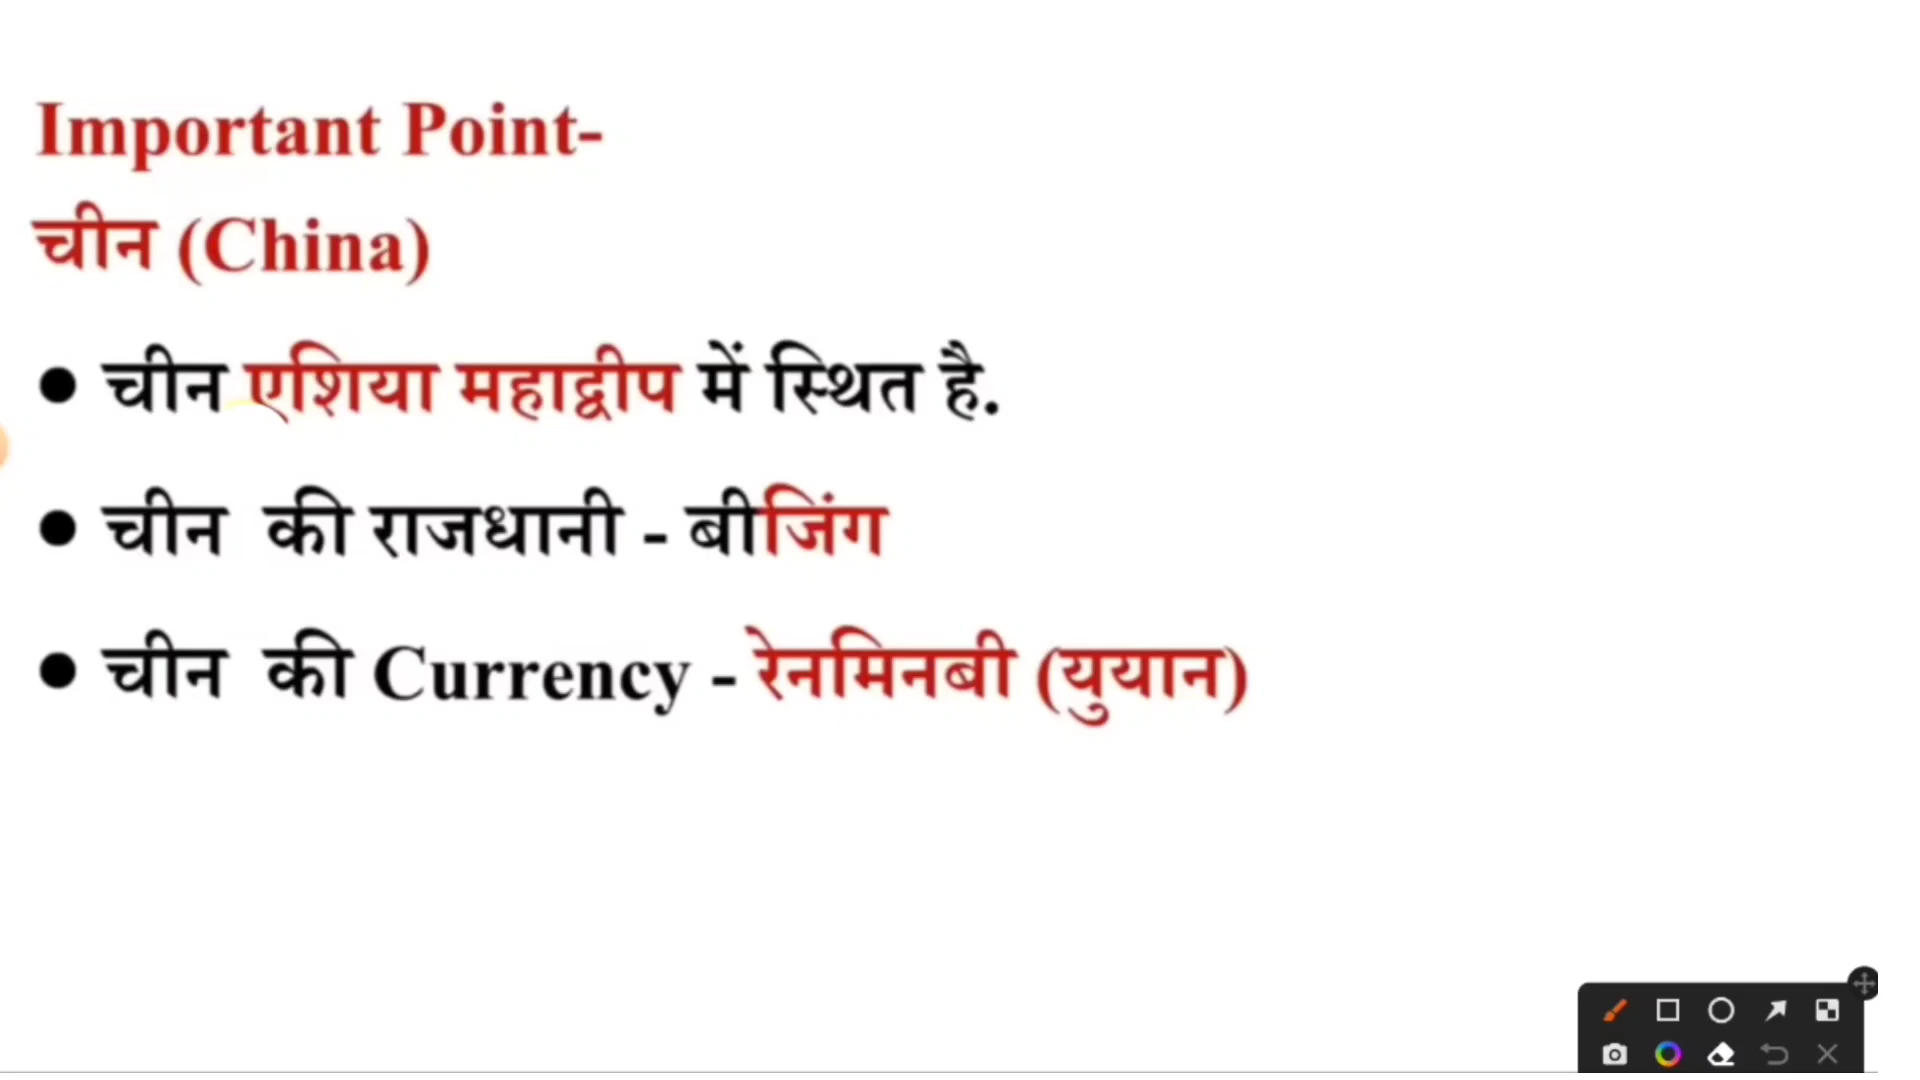 Important Point-
चीन (China)
● चीन एशिया महाद्वीप में स्थित है.
● चीन की राजधानी - बीजिंग
● चीन की Currency - रेनमिनबी (युयान)